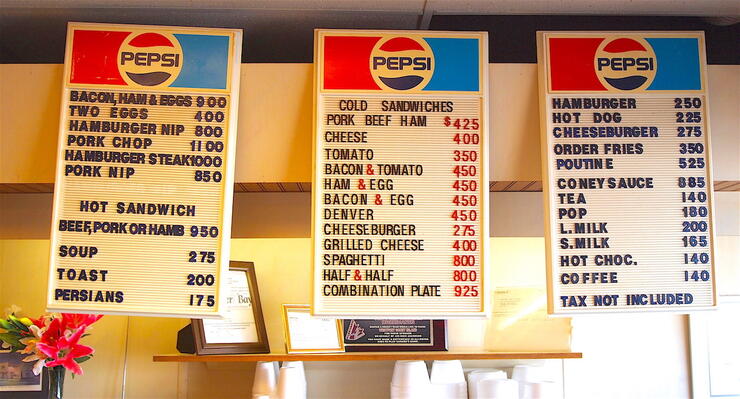 PEPSI
BACON, HAM & EGGS 900
TWO EGGS 400
HAMBURGER NIP 800
PORK CHOP 1100
HAMBURGER STEAK 1000
PORK NIP 850
HOT SANDWICH
BEEF, PORK OR HAMB 950
SOUP 275
TOAST 200
PERSIANS 175
PEPSI
COLD SANDWICHES
PORK BEEF HAM $425
CHEESE 400
TOMATO 350
BACON & TOMATO 450
HAM & EGG 450
BACON & EGG 450
DENVER 450
CHEESEBURGER 275
GRILLED CHEESE 400
SPAGHETTI 800
HALF & HALF 800
COMBINATION PLATE 925
PEPSI
HAMBURGER 250
HOT DOG 225
CHEESEBURGER 275
ORDER FRIES 350
POUTINE 525
CONEY SAUCE 885
TEA 140
POP 180
L. MILK 200
S. MILK 165
HOT CHOC. 140
COFFEE 140
TAX NOT INCLUDED